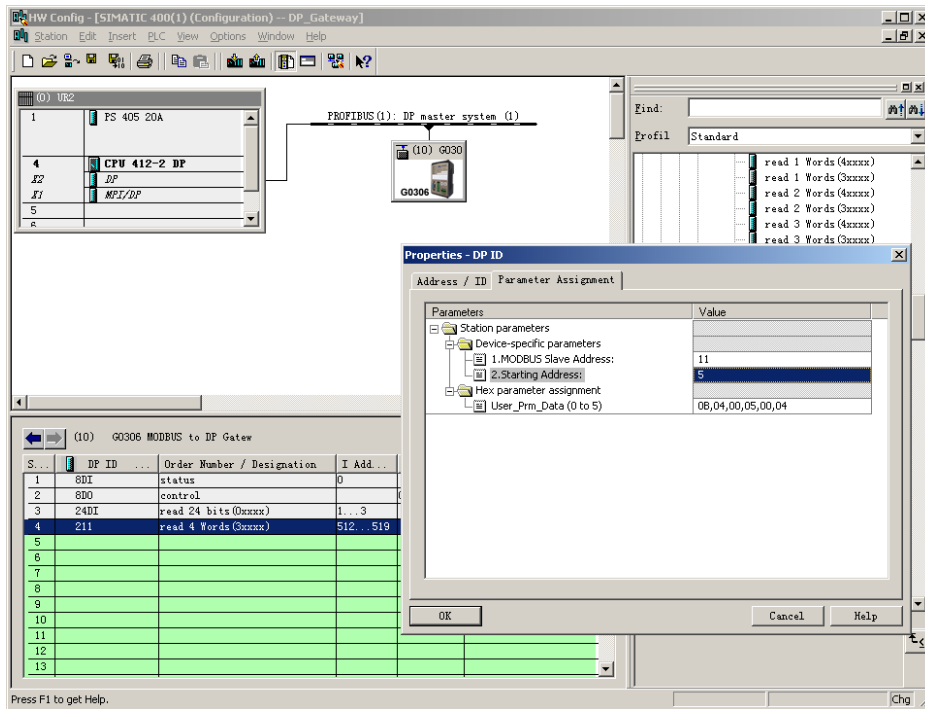 HW Config - [SIMATIC 400(1) (Configuration) -- DP_Gateway]
Station Edit Insert PLC View Options Window Help
(0) UR2
1 PS 405 20A
4 CPU 412-2 DP
X2 DP
X1 MPI/DP
5
6
PROFIBUS(1): DP master system (1)
(10) G030
G0306
Find:
Profil Standard
read 1 Words(4xxxx)
read 1 Words(3xxxx)
read 2 Words(4xxxx)
read 2 Words(3xxxx)
read 3 Words(4xxxx)
read 3 Words(3xxxx)
Properties - DP ID
Address / ID Parameter Assignment
Parameters Value
Station parameters
Device-specific parameters
1.MODBUS Slave Address: 11
2.Starting Address: 5
Hex parameter assignment
User_Prm_Data (0 to 5) 0B,04,00,05,00,04
OK Cancel Help
(10) G0306 MODBUS to DP Gatew
S... DP ID ... Order Number / Designation I Add...
1 8DI status 0
2 8DO control
3 24DI read 24 bits(0xxxx) 1...3
4 211 read 4 Words(3xxxx) 512...519
5
6
7
8
9
10
11
12
13
Press F1 to get Help. Chg